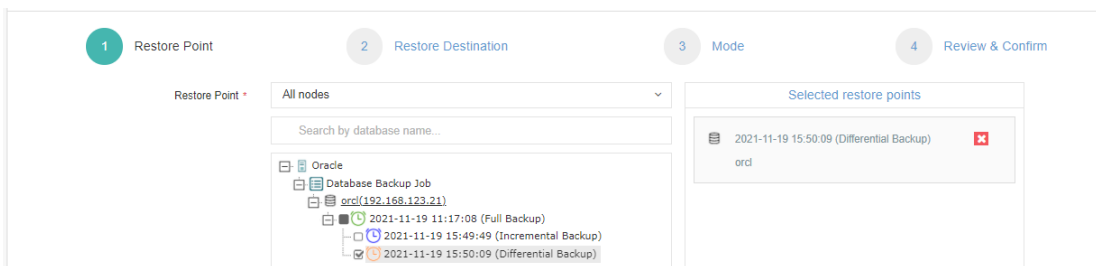 1 Restore Point 2 Restore Destination 3 Mode 4 Review & Confirm
Restore Point * All nodes
Search by database name...
Oracle
Database Backup Job
orcl(192.168.123.21)
2021-11-19 11:17:08 (Full Backup)
2021-11-19 15:49:49 (Incremental Backup)
2021-11-19 15:50:09 (Differential Backup)
Selected restore points
2021-11-19 15:50:09 (Differential Backup)
orcl